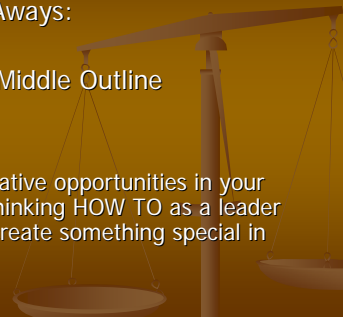 Aways:
Middle Outline
ative opportunities in your
hinking HOW TO as a leader
reate something special in